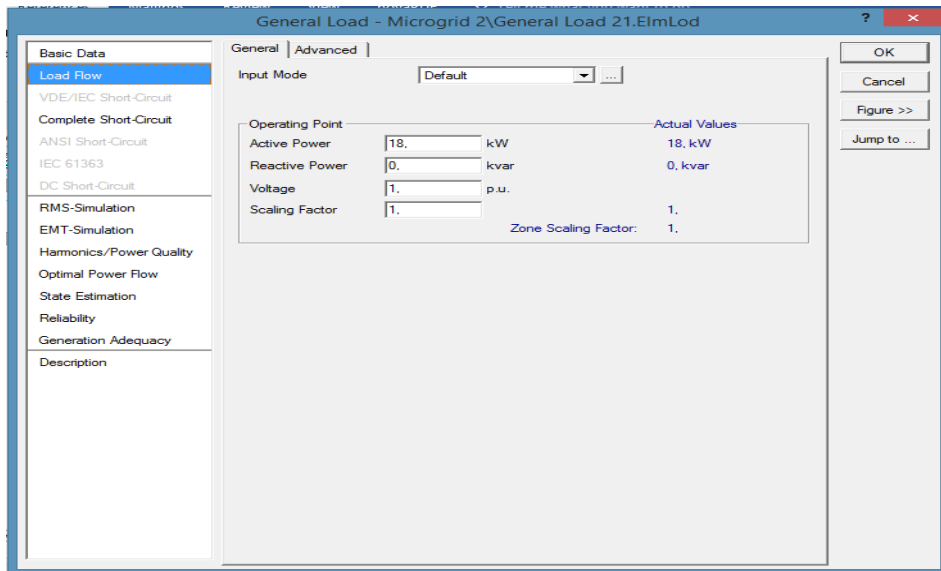 General Load - Microgrid 2\General Load 21.ElmLod
? ×
Basic Data
Load Flow
VDE/IEC Short-Circuit
Complete Short-Circuit
ANSI Short-Circuit
IEC 61363
DC Short-Circuit
RMS-Simulation
EMT-Simulation
Harmonics/Power Quality
Optimal Power Flow
State Estimation
Reliability
Generation Adequacy
Description
General Advanced
Input Mode Default ...
Operating Point Actual Values
Active Power 18, kW 18, kW
Reactive Power 0, kvar 0, kvar
Voltage 1, p.u.
Scaling Factor 1, 1,
Zone Scaling Factor: 1,
OK
Cancel
Figure >>
Jump to ...